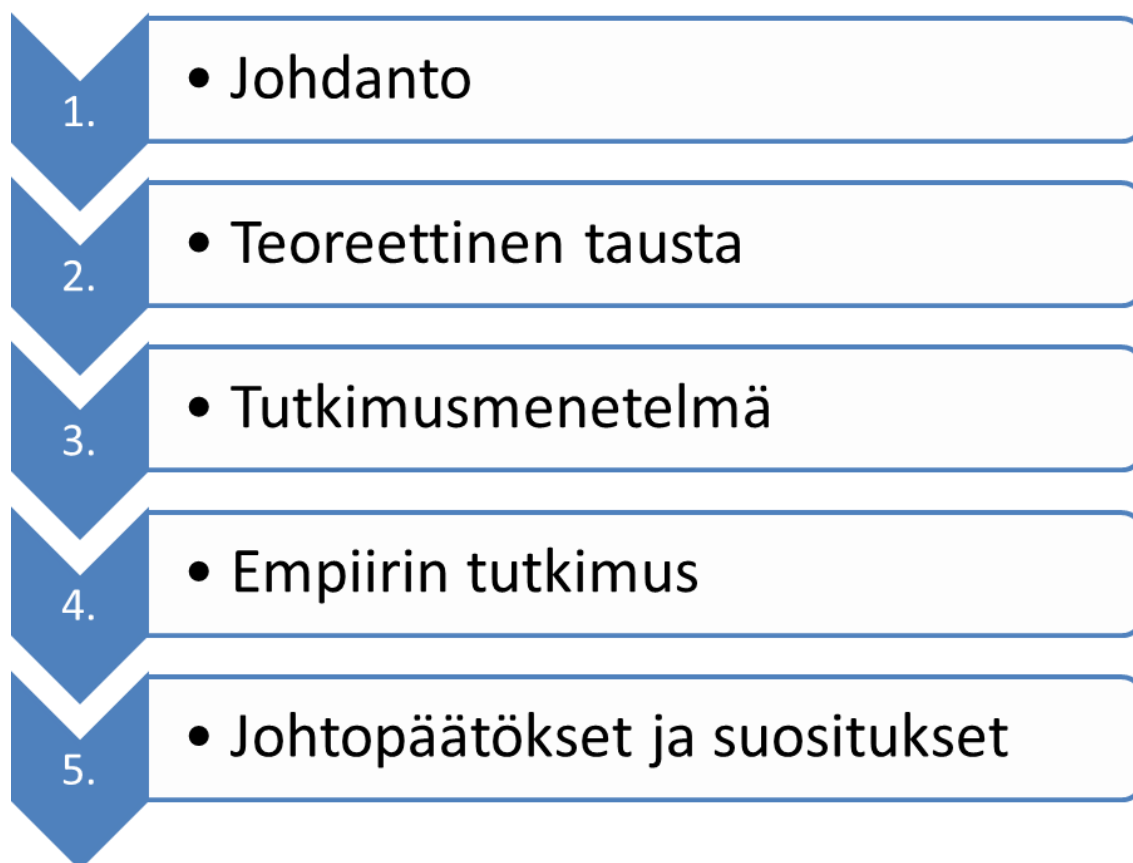 1. • Johdanto
2. • Teoreettinen tausta
3. • Tutkimusmenetelmä
4. • Empiirin tutkimus
5. • Johtopäätökset ja suositukset